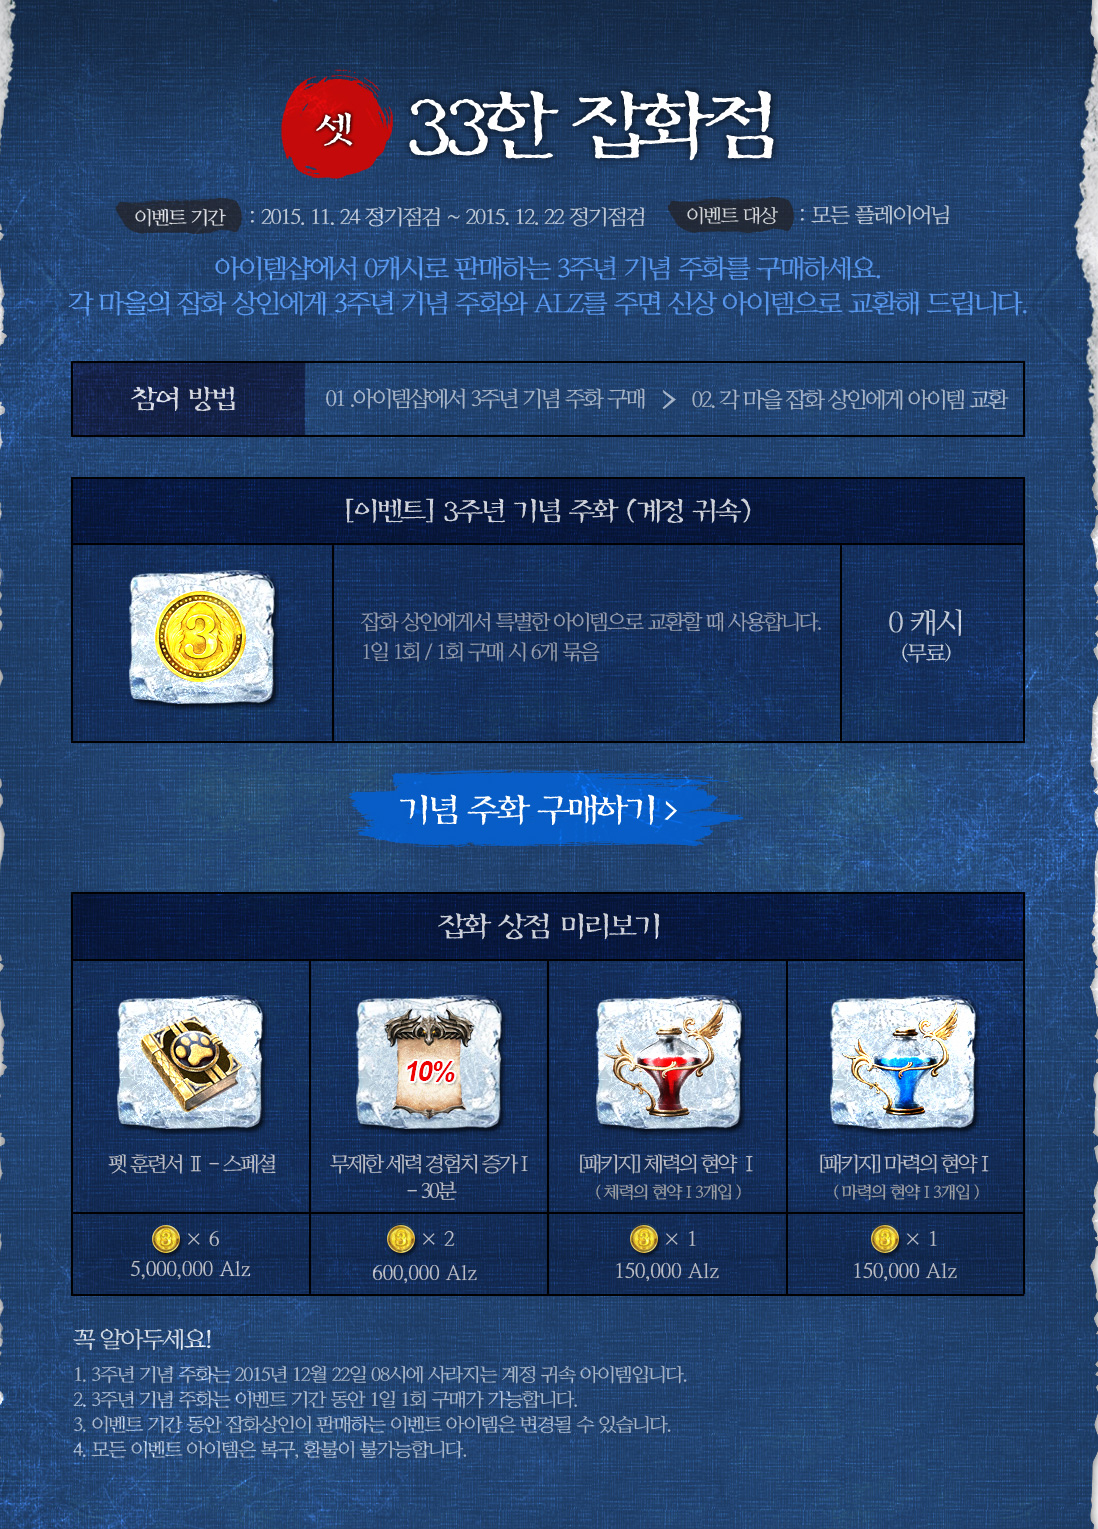 셋 33한 잡화점
이벤트 기간 : 2015. 11. 24 정기점검 ~ 2015. 12. 22 정기점검 이벤트 대상 : 모든 플레이어님
아이템샵에서 0캐시로 판매하는 3주년 기념 주화를 구매하세요.
각 마을의 잡화 상인에게 3주년 기념 주화와 ALZ를 주면 신상 아이템으로 교환해 드립니다.
참여 방법 01 .아이템샵에서 3주년 기념 주화 구매 > 02. 각 마을 잡화 상인에게 아이템 교환
[이벤트] 3주년 기념 주화 (계정 귀속)
3
잡화 상인에게서 특별한 아이템으로 교환할 때 사용합니다.
1일 1회 / 1회 구매 시 6개 묶음
0 캐시
(무료)
기념 주화 구매하기 >
잡화 상점 미리보기
10%
펫 훈련서 Ⅱ - 스페셜
무제한 세력 경험치 증가 I
- 30분
[패키지] 체력의 현약 Ⅰ
( 체력의 현약 I 3개입 )
[패키지] 마력의 현약 I
( 마력의 현약 I 3개입 )
3 × 6
5,000,000 Alz
3 × 2
600,000 Alz
3 × 1
150,000 Alz
3 × 1
150,000 Alz
꼭 알아두세요!
1. 3주년 기념 주화는 2015년 12월 22일 08시에 사라지는 계정 귀속 아이템입니다.
2. 3주년 기념 주화는 이벤트 기간 동안 1일 1회 구매가 가능합니다.
3. 이벤트 기간 동안 잡화상인이 판매하는 이벤트 아이템은 변경될 수 있습니다.
4. 모든 이벤트 아이템은 복구, 환불이 불가능합니다.